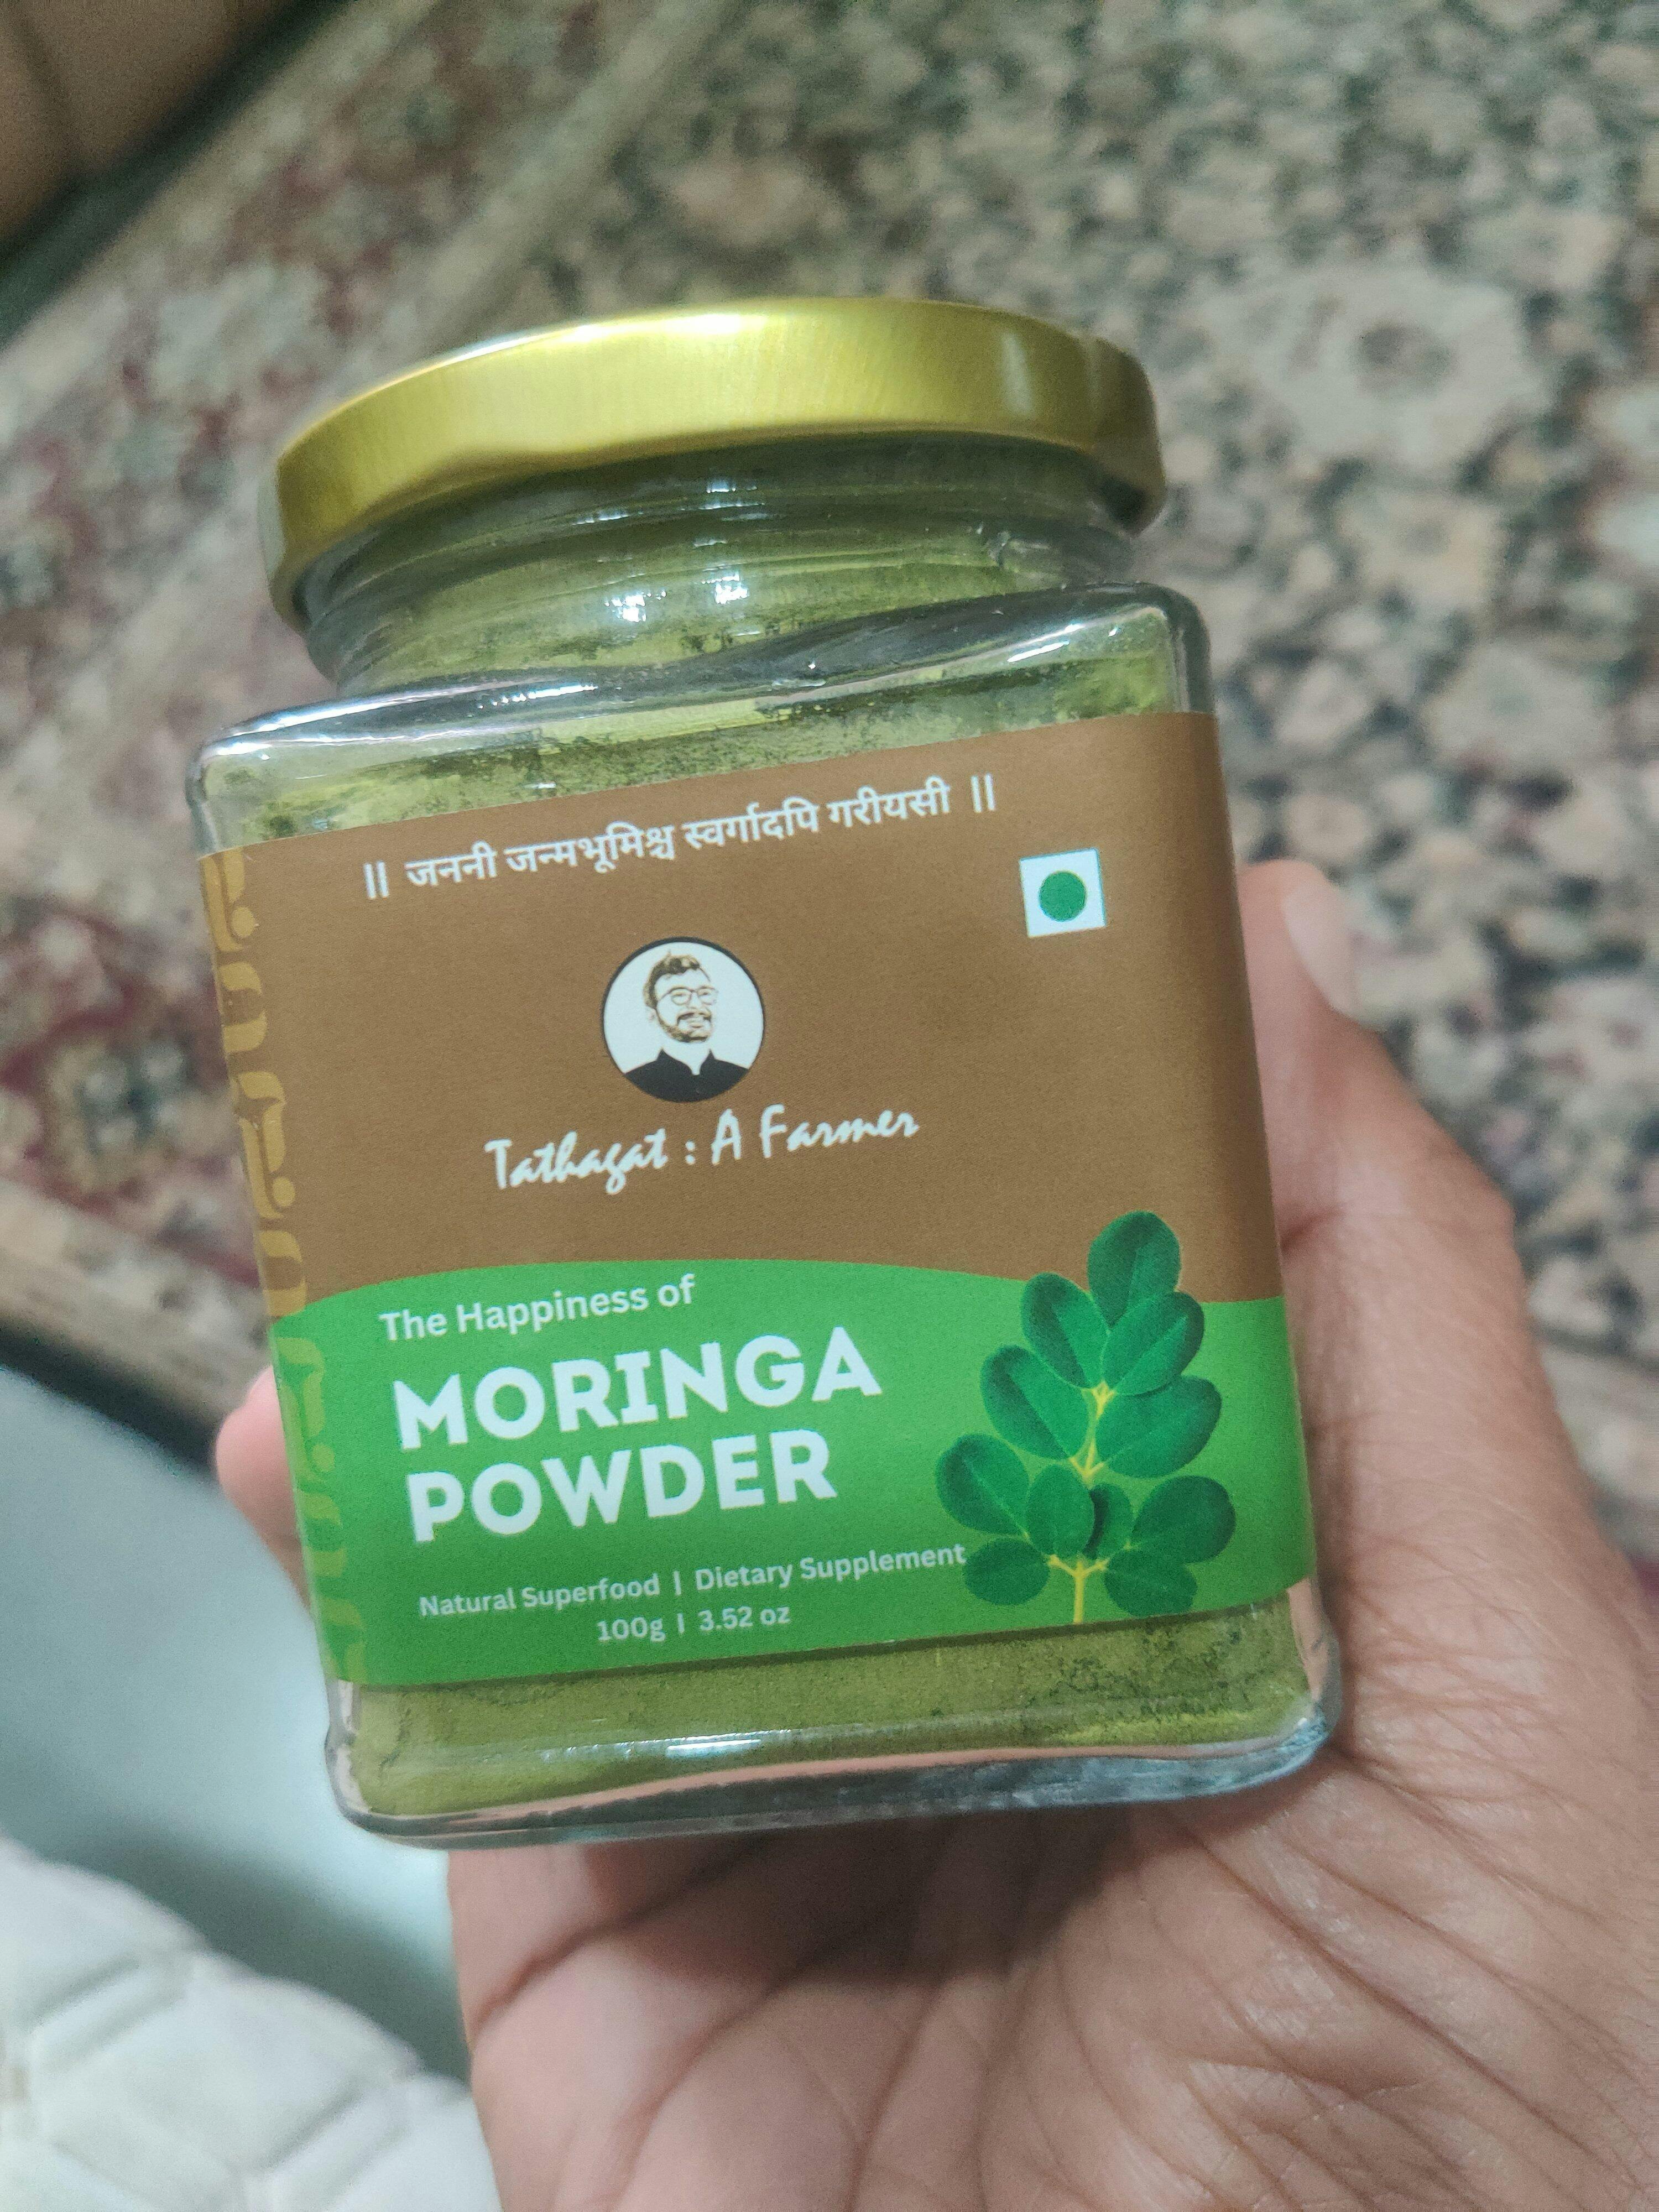 || जननी जन्मभूमिश्च स्वर्गादपि गरीयसी ||
Tathagat : A Farmer
The Happiness of
MORINGA
POWDER
Natural Superfood | Dietary Supplement
100g | 3.52 oz